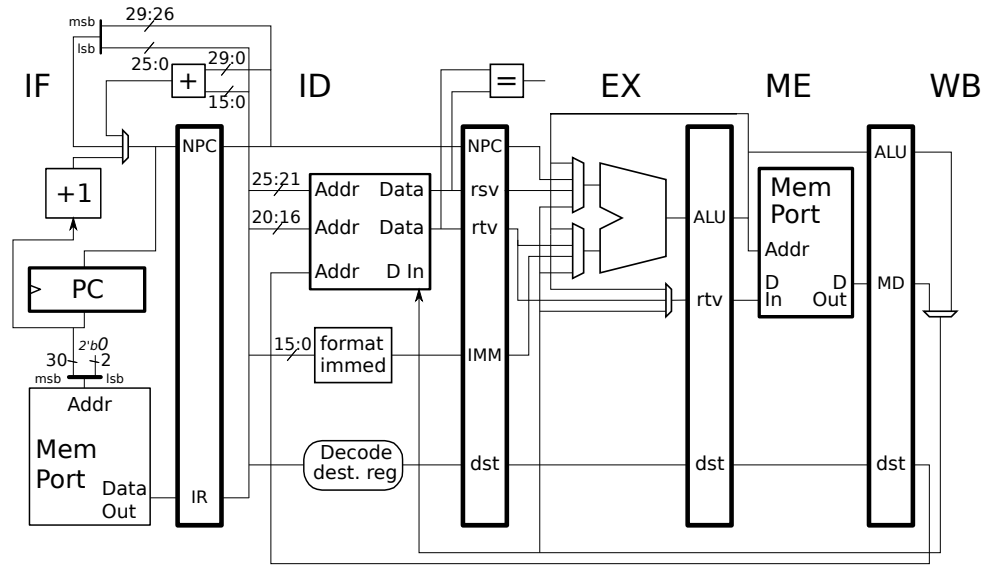 29:26
msb
lsb
25:0
29:0
15:0
+
=
IF
ID
EX
ME
WB
NPC
NPC
ALU
+1
25:21
Addr
Data
rsv
20:16
Addr
Data
rtv
Addr
D In
ALU
Mem
Port
Addr
D
In
D
Out
MD
PC
rtv
2'b0
30
2
msb
lsb
15:0
format
immed
IMM
Addr
Mem
Port
Data
Out
IR
Decode
dest. reg
dst
dst
dst